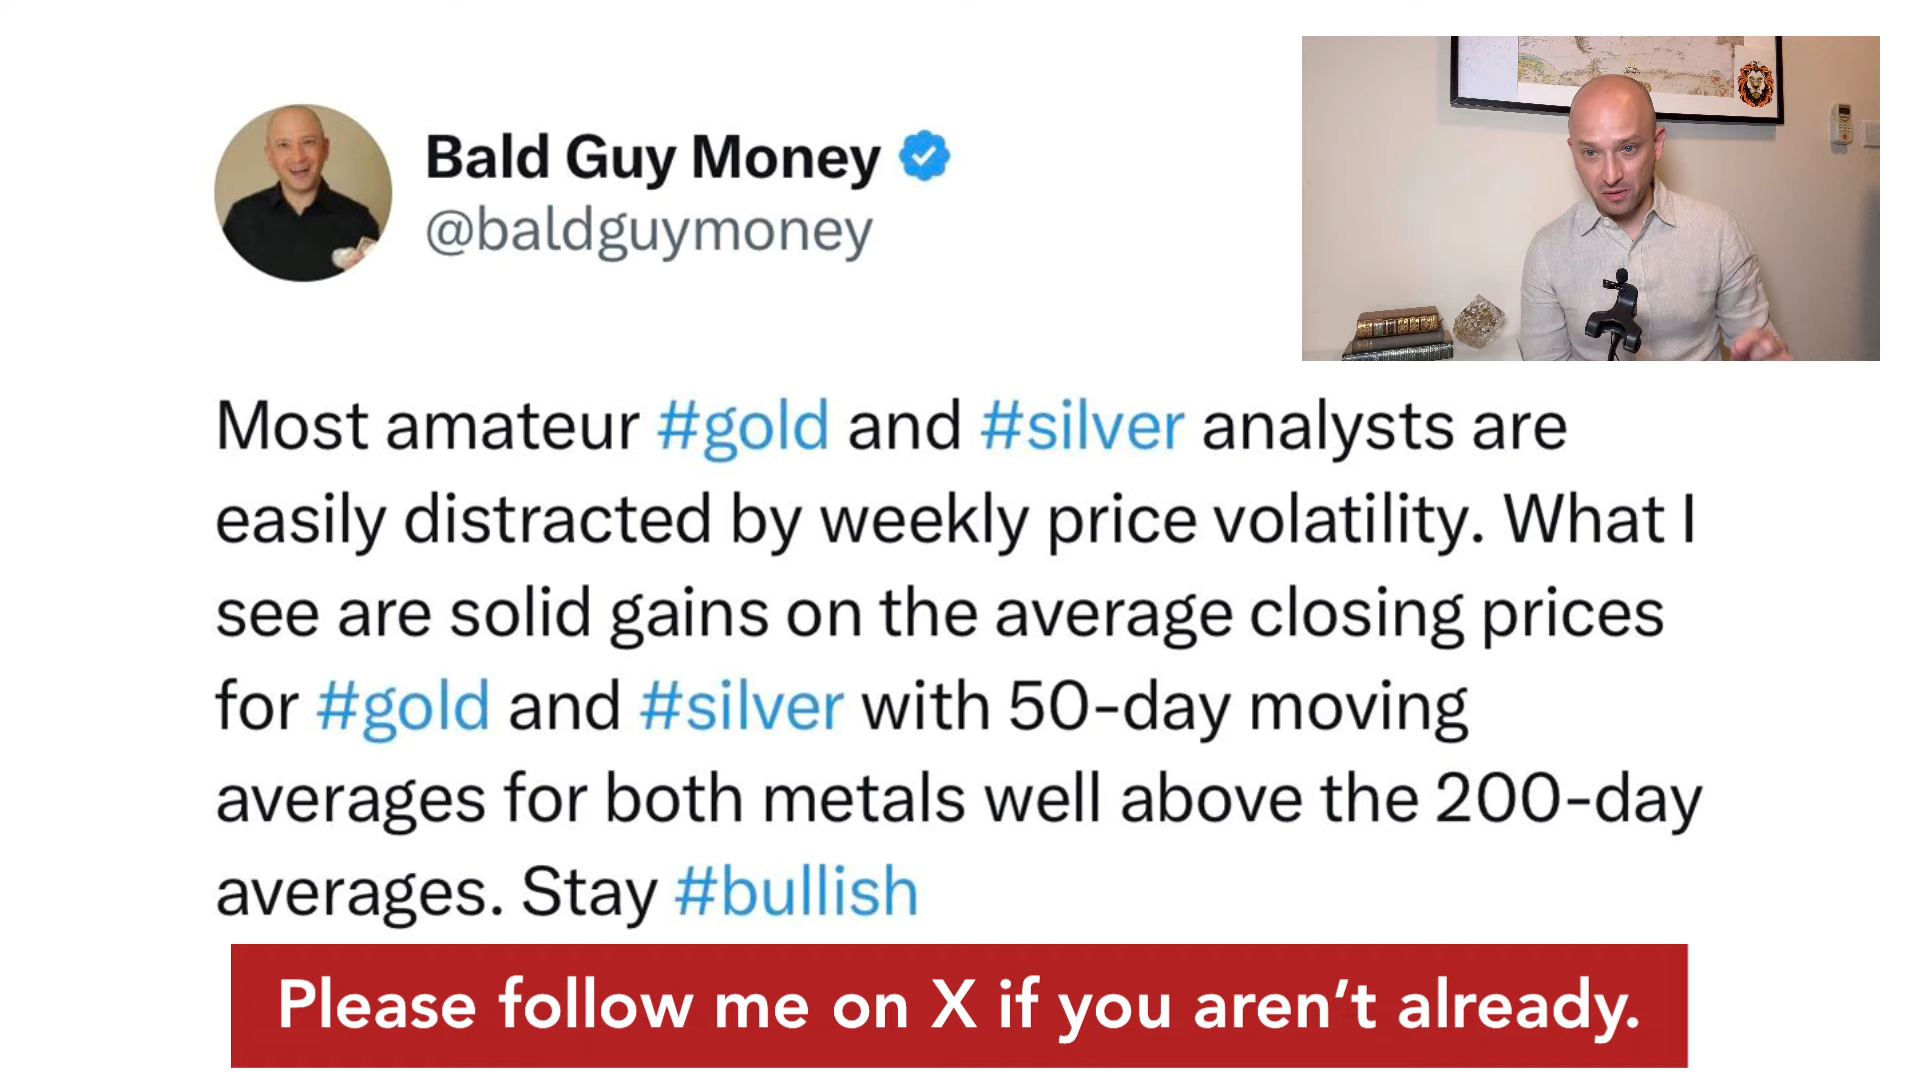 Bald Guy Money
@baldguymoney
Most amateur #gold and #silver analysts are
easily distracted by weekly price volatility. What I
see are solid gains on the average closing prices
for #gold and #silver with 50-day moving
averages for both metals well above the 200-day
averages. Stay #bullish
Please follow me on X if you aren’t already.